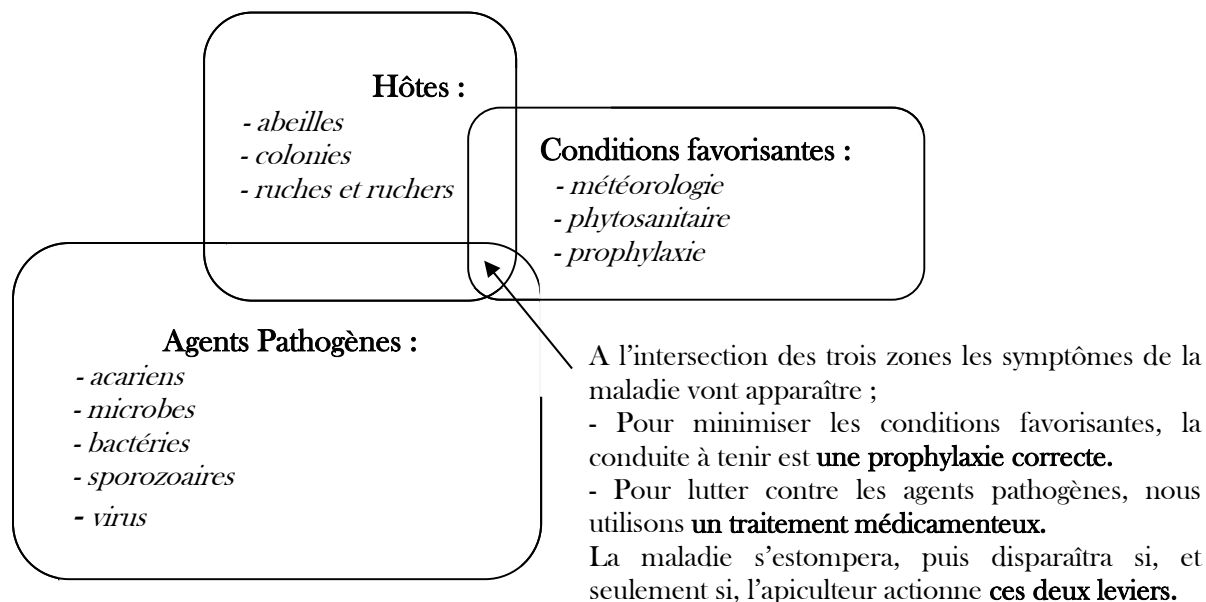 Hôtes :
- abeilles
- colonies
- ruches et ruchers
Conditions favorisantes :
- météorologie
- phytosanitaire
- prophylaxie
Agents Pathogènes :
- acariens
- microbes
- bactéries
- sporozoaires
- virus
A l’intersection des trois zones les symptômes de la
maladie vont apparaître ;
- Pour minimiser les conditions favorisantes, la
conduite à tenir est une prophylaxie correcte.
- Pour lutter contre les agents pathogènes, nous
utilisons un traitement médicamenteux.
La maladie s’estompera, puis disparaîtra si, et
seulement si, l’apiculteur actionne ces deux leviers.